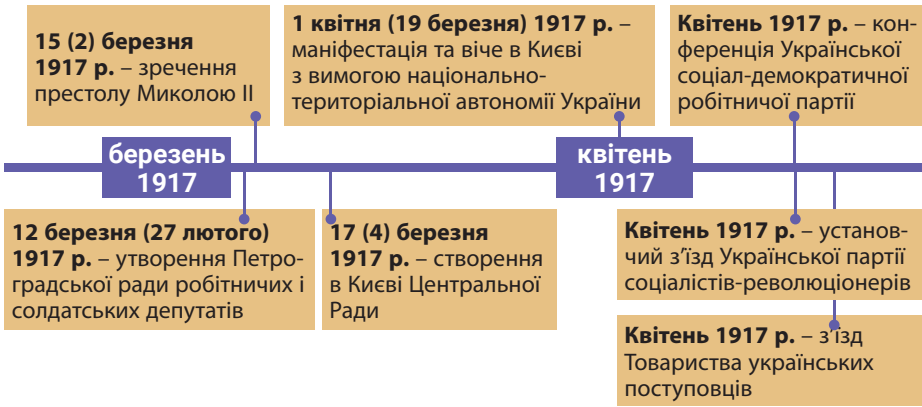 15 (2) березня
1917 р. – зречення
престолу Миколою ІІ
1 квітня (19 березня) 1917 р. –
маніфестація та віче в Києві
з вимогою національно-
територіальної автономії України
Квітень 1917 р. – кон-
ференція Української
соціал-демократичної
робітничої партії
березень
1917
квітень
1917
12 березня (27 лютого)
1917 р. – утворення Петро-
градської ради робітничих і
солдатських депутатів
17 (4) березня
1917 р. – створення
в Києві Центральної
Ради
Квітень 1917 р. – установ-
чий з’їзд Української партії
соціалістів-революціонерів
Квітень 1917 р. – з’їзд
Товариства українських
поступовців